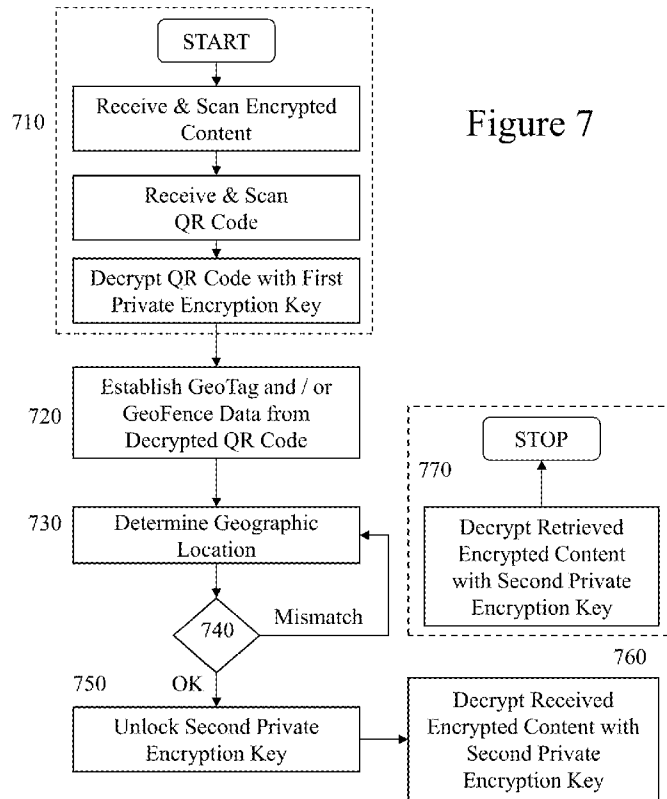 START
Receive & Scan Encrypted
Content
710
Figure 7
Receive & Scan
QR Code
Decrypt QR Code with First
Private Encryption Key
Establish GeoTag and / or
GeoFence Data from
Decrypted QR Code
720
STOP
770
730
Determine Geographic
Location
Decrypt Retrieved
Encrypted Content
with Second Private
Encryption Key
740
Mismatch
OK
750
760
Unlock Second Private
Encryption Key
Decrypt Received
Encrypted Content with
Second Private
Encryption Key